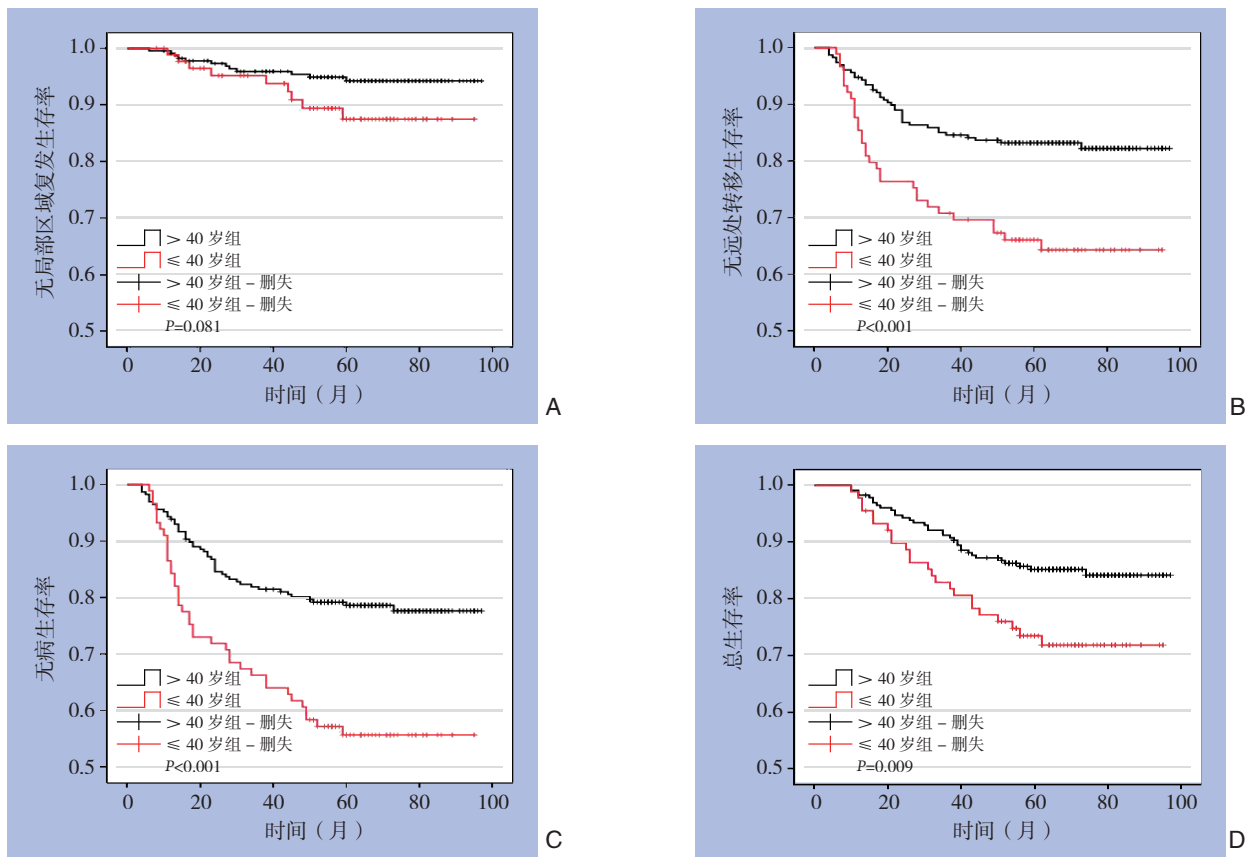 1.0
0.9
0.8
0.7
0.6
0.5
无局部区域复发生存率
> 40 岁组
≤ 40 岁组
> 40 岁组 – 删失
≤ 40 岁组 – 删失
P=0.081
0 20 40 60 80 100
时间（月）
A
1.0
0.9
0.8
0.7
0.6
0.5
无远处转移生存率
> 40 岁组
≤ 40 岁组
> 40 岁组 – 删失
≤ 40 岁组 – 删失
P<0.001
0 20 40 60 80 100
时间（月）
B
1.0
0.9
0.8
0.7
0.6
0.5
无病生存率
> 40 岁组
≤ 40 岁组
> 40 岁组 – 删失
≤ 40 岁组 – 删失
P<0.001
0 20 40 60 80 100
时间（月）
C
1.0
0.9
0.8
0.7
0.6
0.5
总生存率
> 40 岁组
≤ 40 岁组
> 40 岁组 – 删失
≤ 40 岁组 – 删失
P=0.009
0 20 40 60 80 100
时间（月）
D